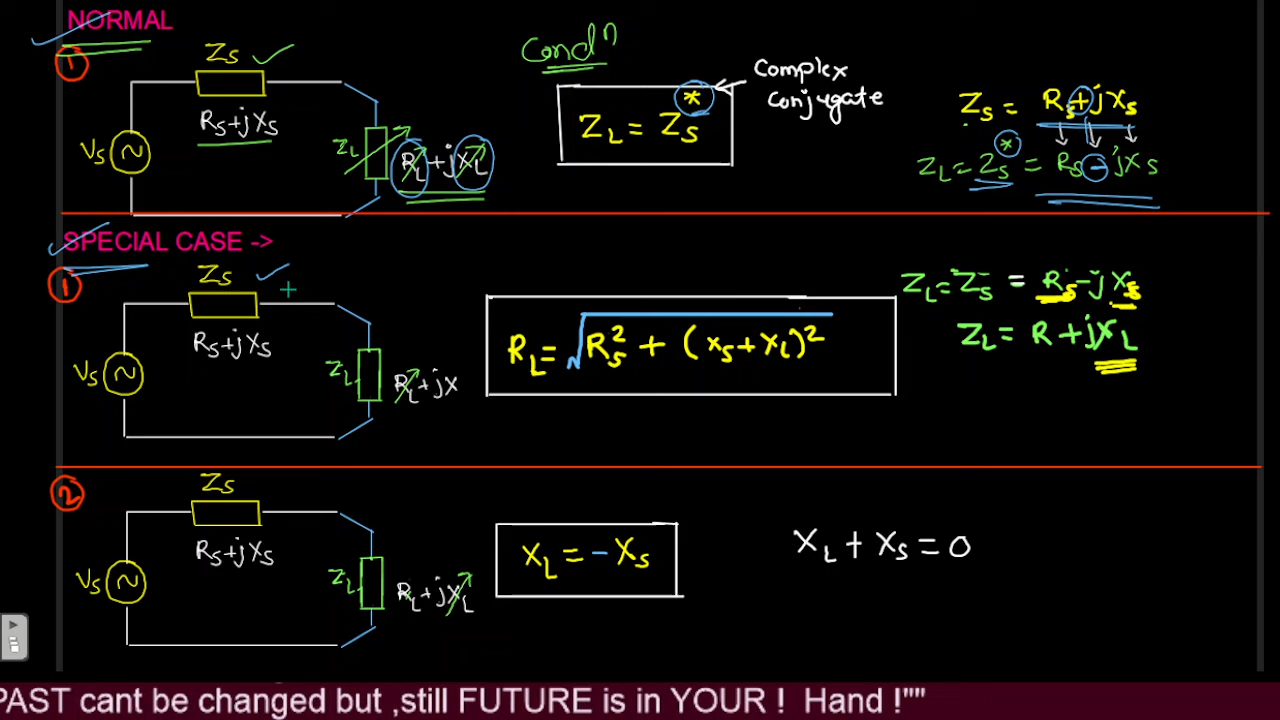 NORMAL
①
Zs
Rs+jXs
Vs
ZL
RL+jXL
Condⁿ
ZL = Zs*
Complex
Conjugate
Zs = Rs+jXs
ZL = Zs* = Rs-jXs
SPECIAL CASE ->
①
Zs
Rs+jXs
Vs
ZL
RL+jX
RL = √Rs² + (Xs+XL)²
ZL = Zs = Rs-jXs
ZL = R+jXL
②
Zs
Rs+jXs
Vs
ZL
RL+jXL
XL = -Xs
XL + Xs = 0
PAST cant be changed but ,still FUTURE is in YOUR ! Hand !""